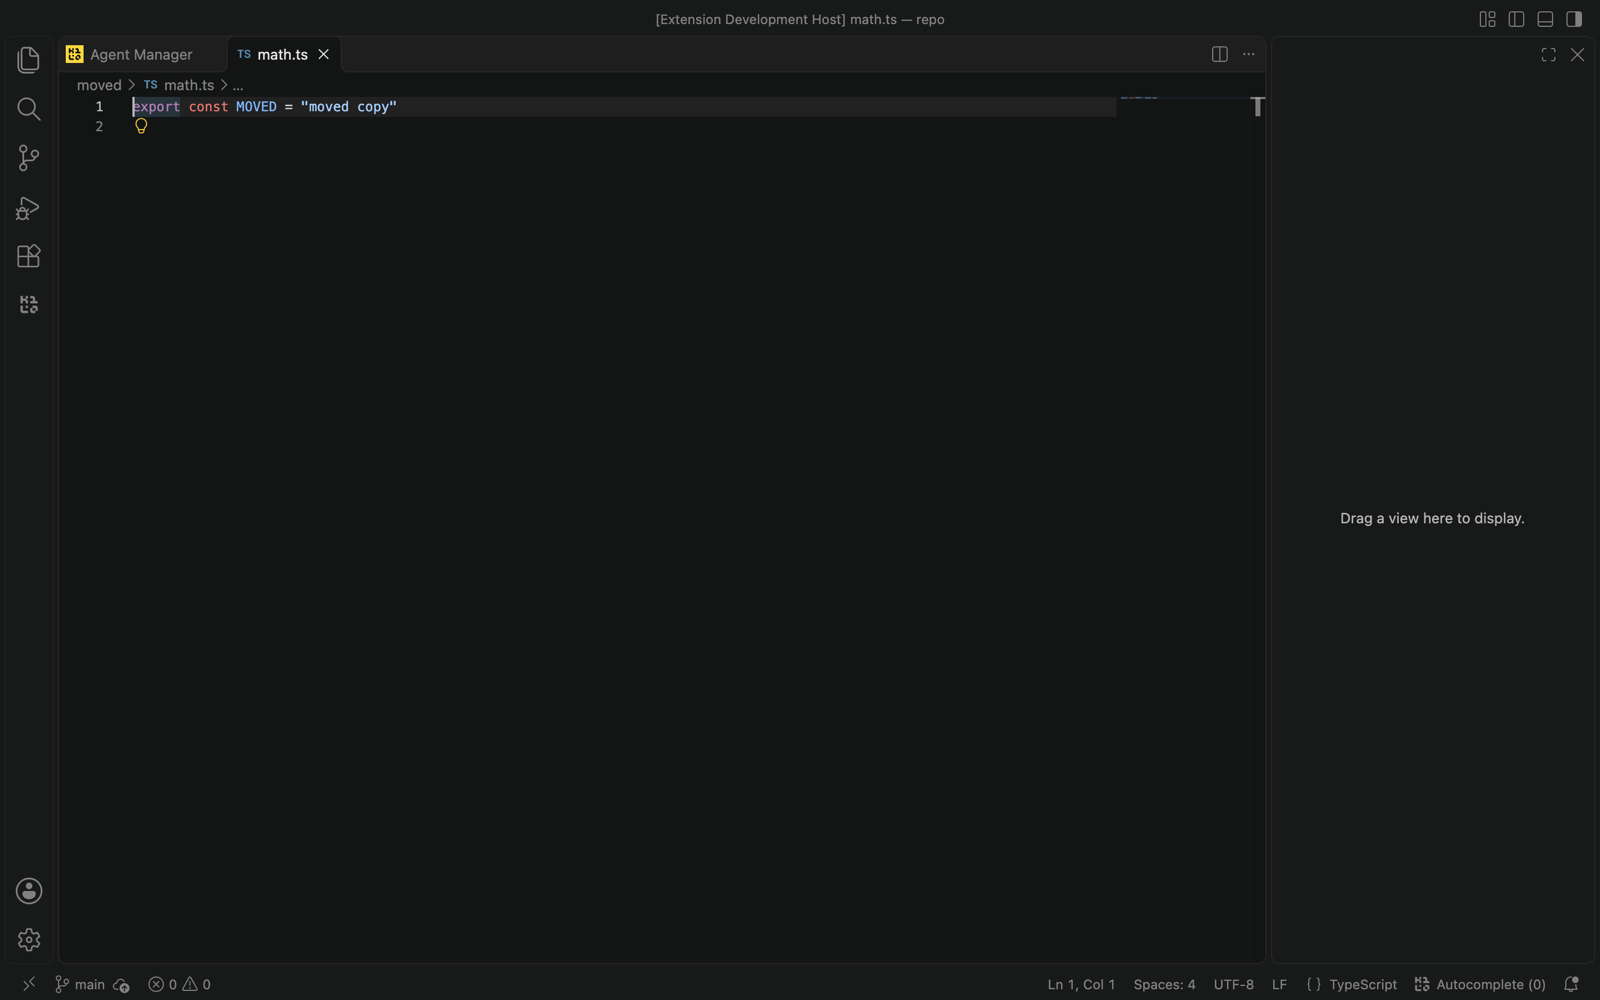 [Extension Development Host] math.ts — repo
Agent Manager
TS math.ts
moved > TS math.ts > ...
1 export const MOVED = "moved copy"
2
Drag a view here to display.
main
0 0
Ln 1, Col 1
Spaces: 4
UTF-8
LF
{ } TypeScript
Autocomplete (0)